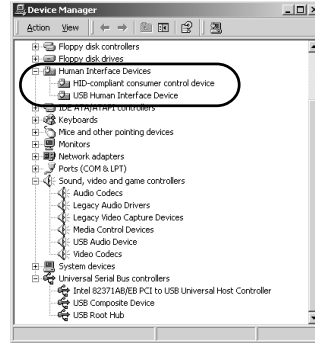 Device Manager
Action View
Floppy disk controllers
Floppy disk drives
Human Interface Devices
HID-compliant consumer control device
USB Human Interface Device
IDE ATA/ATAPI controllers
Keyboards
Mice and other pointing devices
Monitors
Network adapters
Ports (COM & LPT)
Sound, video and game controllers
Audio Codecs
Legacy Audio Drivers
Legacy Video Capture Devices
Media Control Devices
USB Audio Device
Video Codecs
System devices
Universal Serial Bus controllers
Intel 82371AB/EB PCI to USB Universal Host Controller
USB Composite Device
USB Root Hub